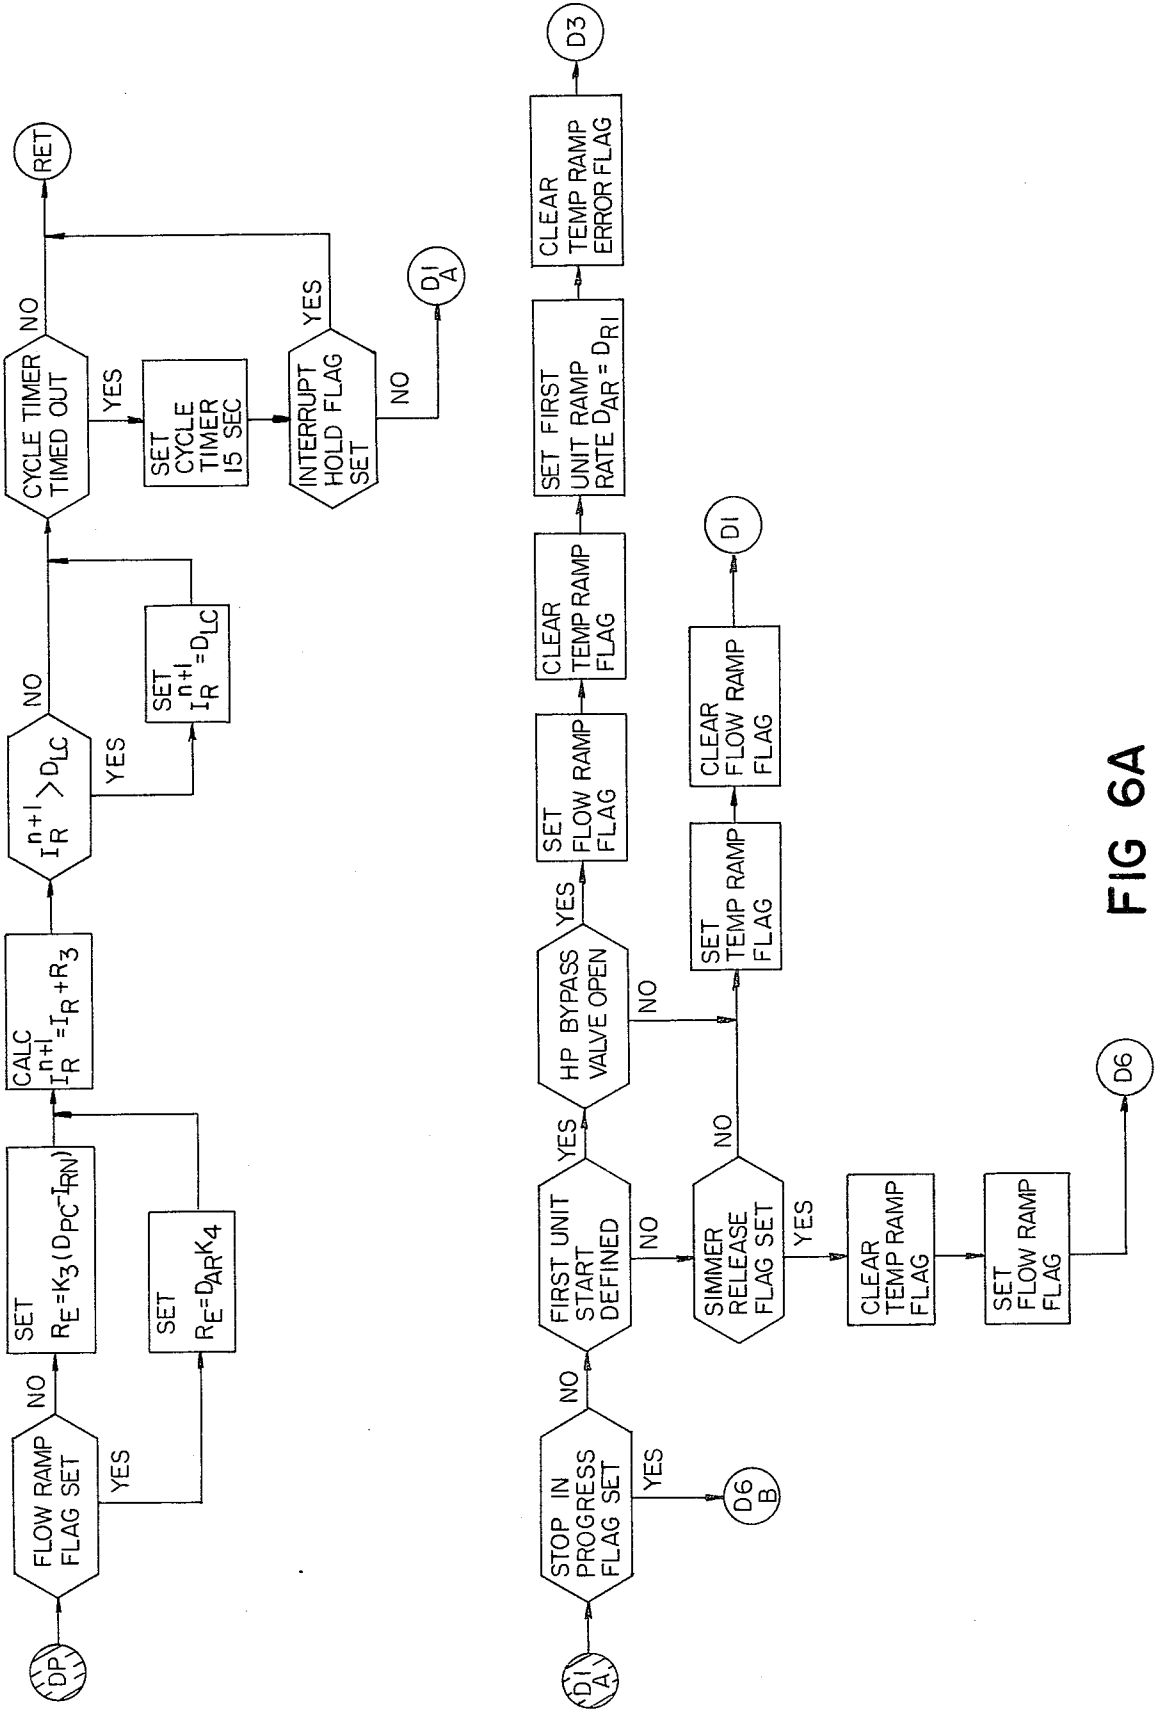 DP
FLOW RAMP
FLAG SET
NO
YES
SET
R_E=K_3(D_PC-I_RN)
SET
R_E=D_AR K_4
CALC
I_R^n+1=I_R+R_3
I_R^n+1>D_LC
NO
YES
SET
I_R^n+1=D_LC
CYCLE TIMER
TIMED OUT
NO
YES
SET
CYCLE
TIMER
15 SEC
INTERRUPT
HOLD FLAG
SET
YES
NO
RET
D1
A
D1
A
STOP IN
PROGRESS
FLAG SET
NO
YES
D6
B
FIRST UNIT
START
DEFINED
YES
NO
HP BYPASS
VALVE OPEN
YES
NO
SET
FLOW RAMP
FLAG
CLEAR
TEMP RAMP
FLAG
SET FIRST
UNIT RAMP
RATE D_AR=D_RI
CLEAR
TEMP RAMP
ERROR FLAG
D3
SIMMER
RELEASE
FLAG SET
NO
YES
SET
TEMP RAMP
FLAG
CLEAR
FLOW RAMP
FLAG
D1
CLEAR
TEMP RAMP
FLAG
SET
FLOW RAMP
FLAG
D6
FIG 6A